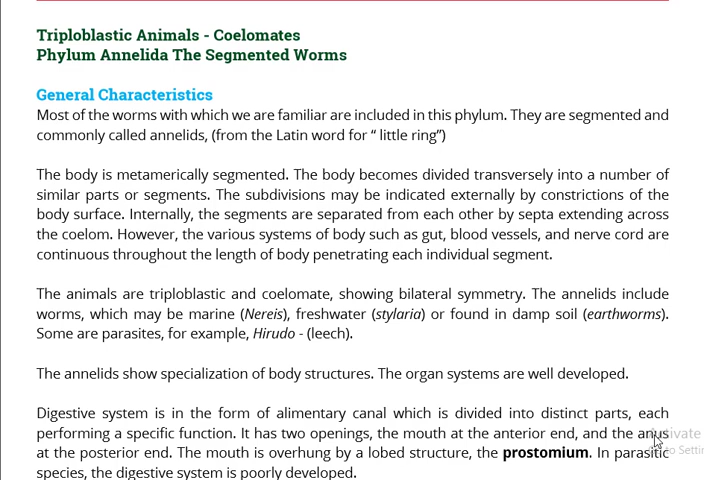 Triploblastic Animals - Coelomates
Phylum Annelida The Segmented Worms
General Characteristics
Most of the worms with which we are familiar are included in this phylum. They are segmented and
commonly called annelids, (from the Latin word for “ little ring”)
The body is metamerically segmented. The body becomes divided transversely into a number of
similar parts or segments. The subdivisions may be indicated externally by constrictions of the
body surface. Internally, the segments are separated from each other by septa extending across
the coelom. However, the various systems of body such as gut, blood vessels, and nerve cord are
continuous throughout the length of body penetrating each individual segment.
The animals are triploblastic and coelomate, showing bilateral symmetry. The annelids include
worms, which may be marine (Nereis), freshwater (stylaria) or found in damp soil (earthworms).
Some are parasites, for example, Hirudo - (leech).
The annelids show specialization of body structures. The organ systems are well developed.
Digestive system is in the form of alimentary canal which is divided into distinct parts, each
performing a specific function. It has two openings, the mouth at the anterior end, and the anus
at the posterior end. The mouth is overhung by a lobed structure, the prostomium. In parasitic
species, the digestive system is poorly developed.